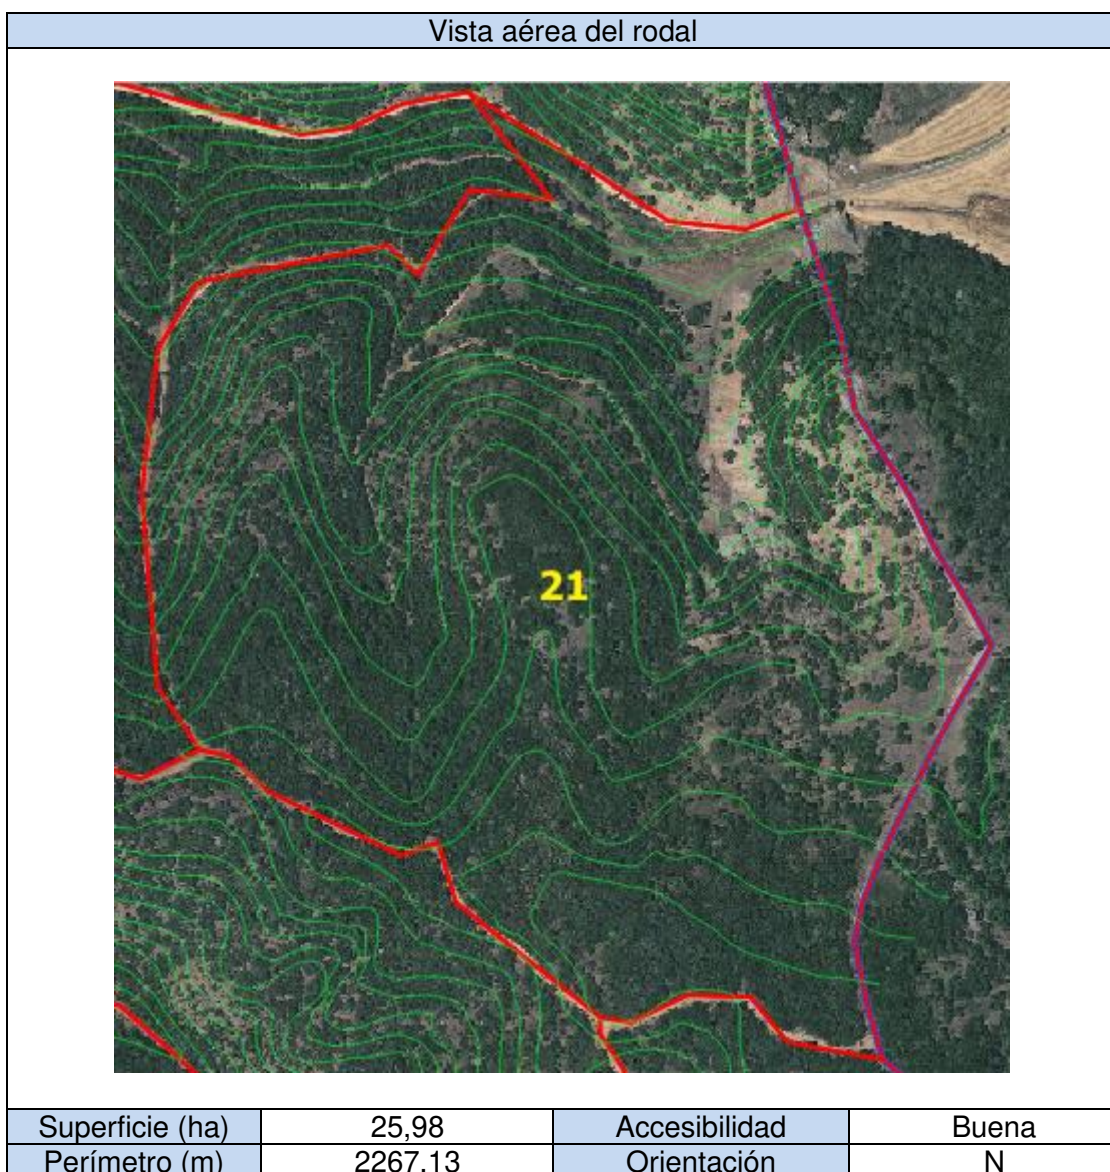 Vista aérea del rodal
21
Superficie (ha) 25,98 Accesibilidad Buena
Perímetro (m) 2267,13 Orientación N